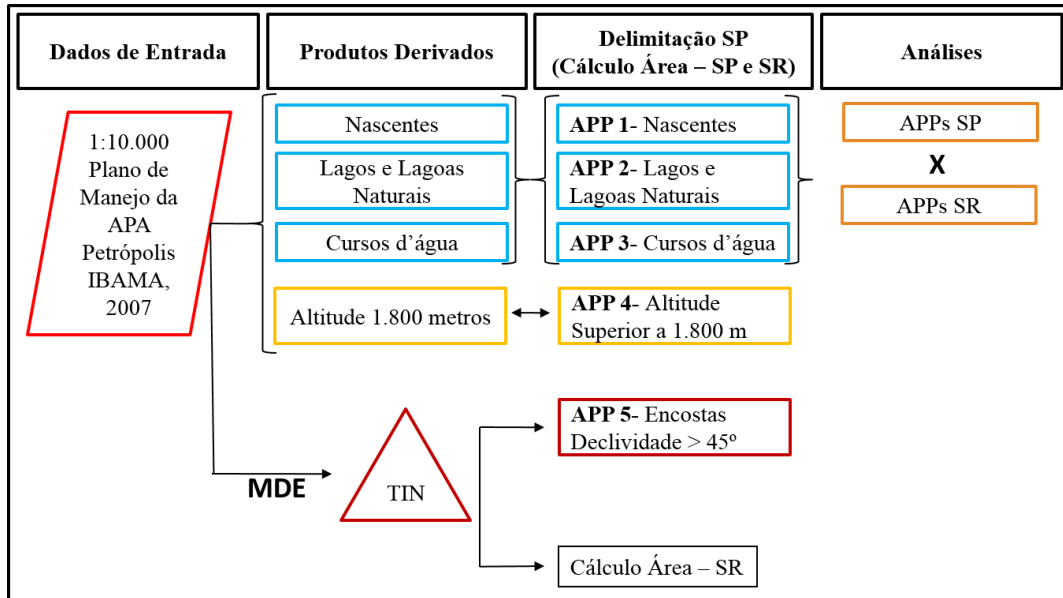 Dados de Entrada
Produtos Derivados
Delimitação SP
(Cálculo Área – SP e SR)
Análises
1:10.000
Plano de
Manejo da
APA
Petrópolis
IBAMA,
2007
Nascentes
Lagos e Lagoas
Naturais
Cursos d’água
Altitude 1.800 metros
APP 1- Nascentes
APP 2- Lagos e
Lagoas Naturais
APP 3- Cursos d’água
APP 4- Altitude
Superior a 1.800 m
APPs SP
X
APPs SR
MDE
TIN
APP 5- Encostas
Declividade > 45º
Cálculo Área – SR